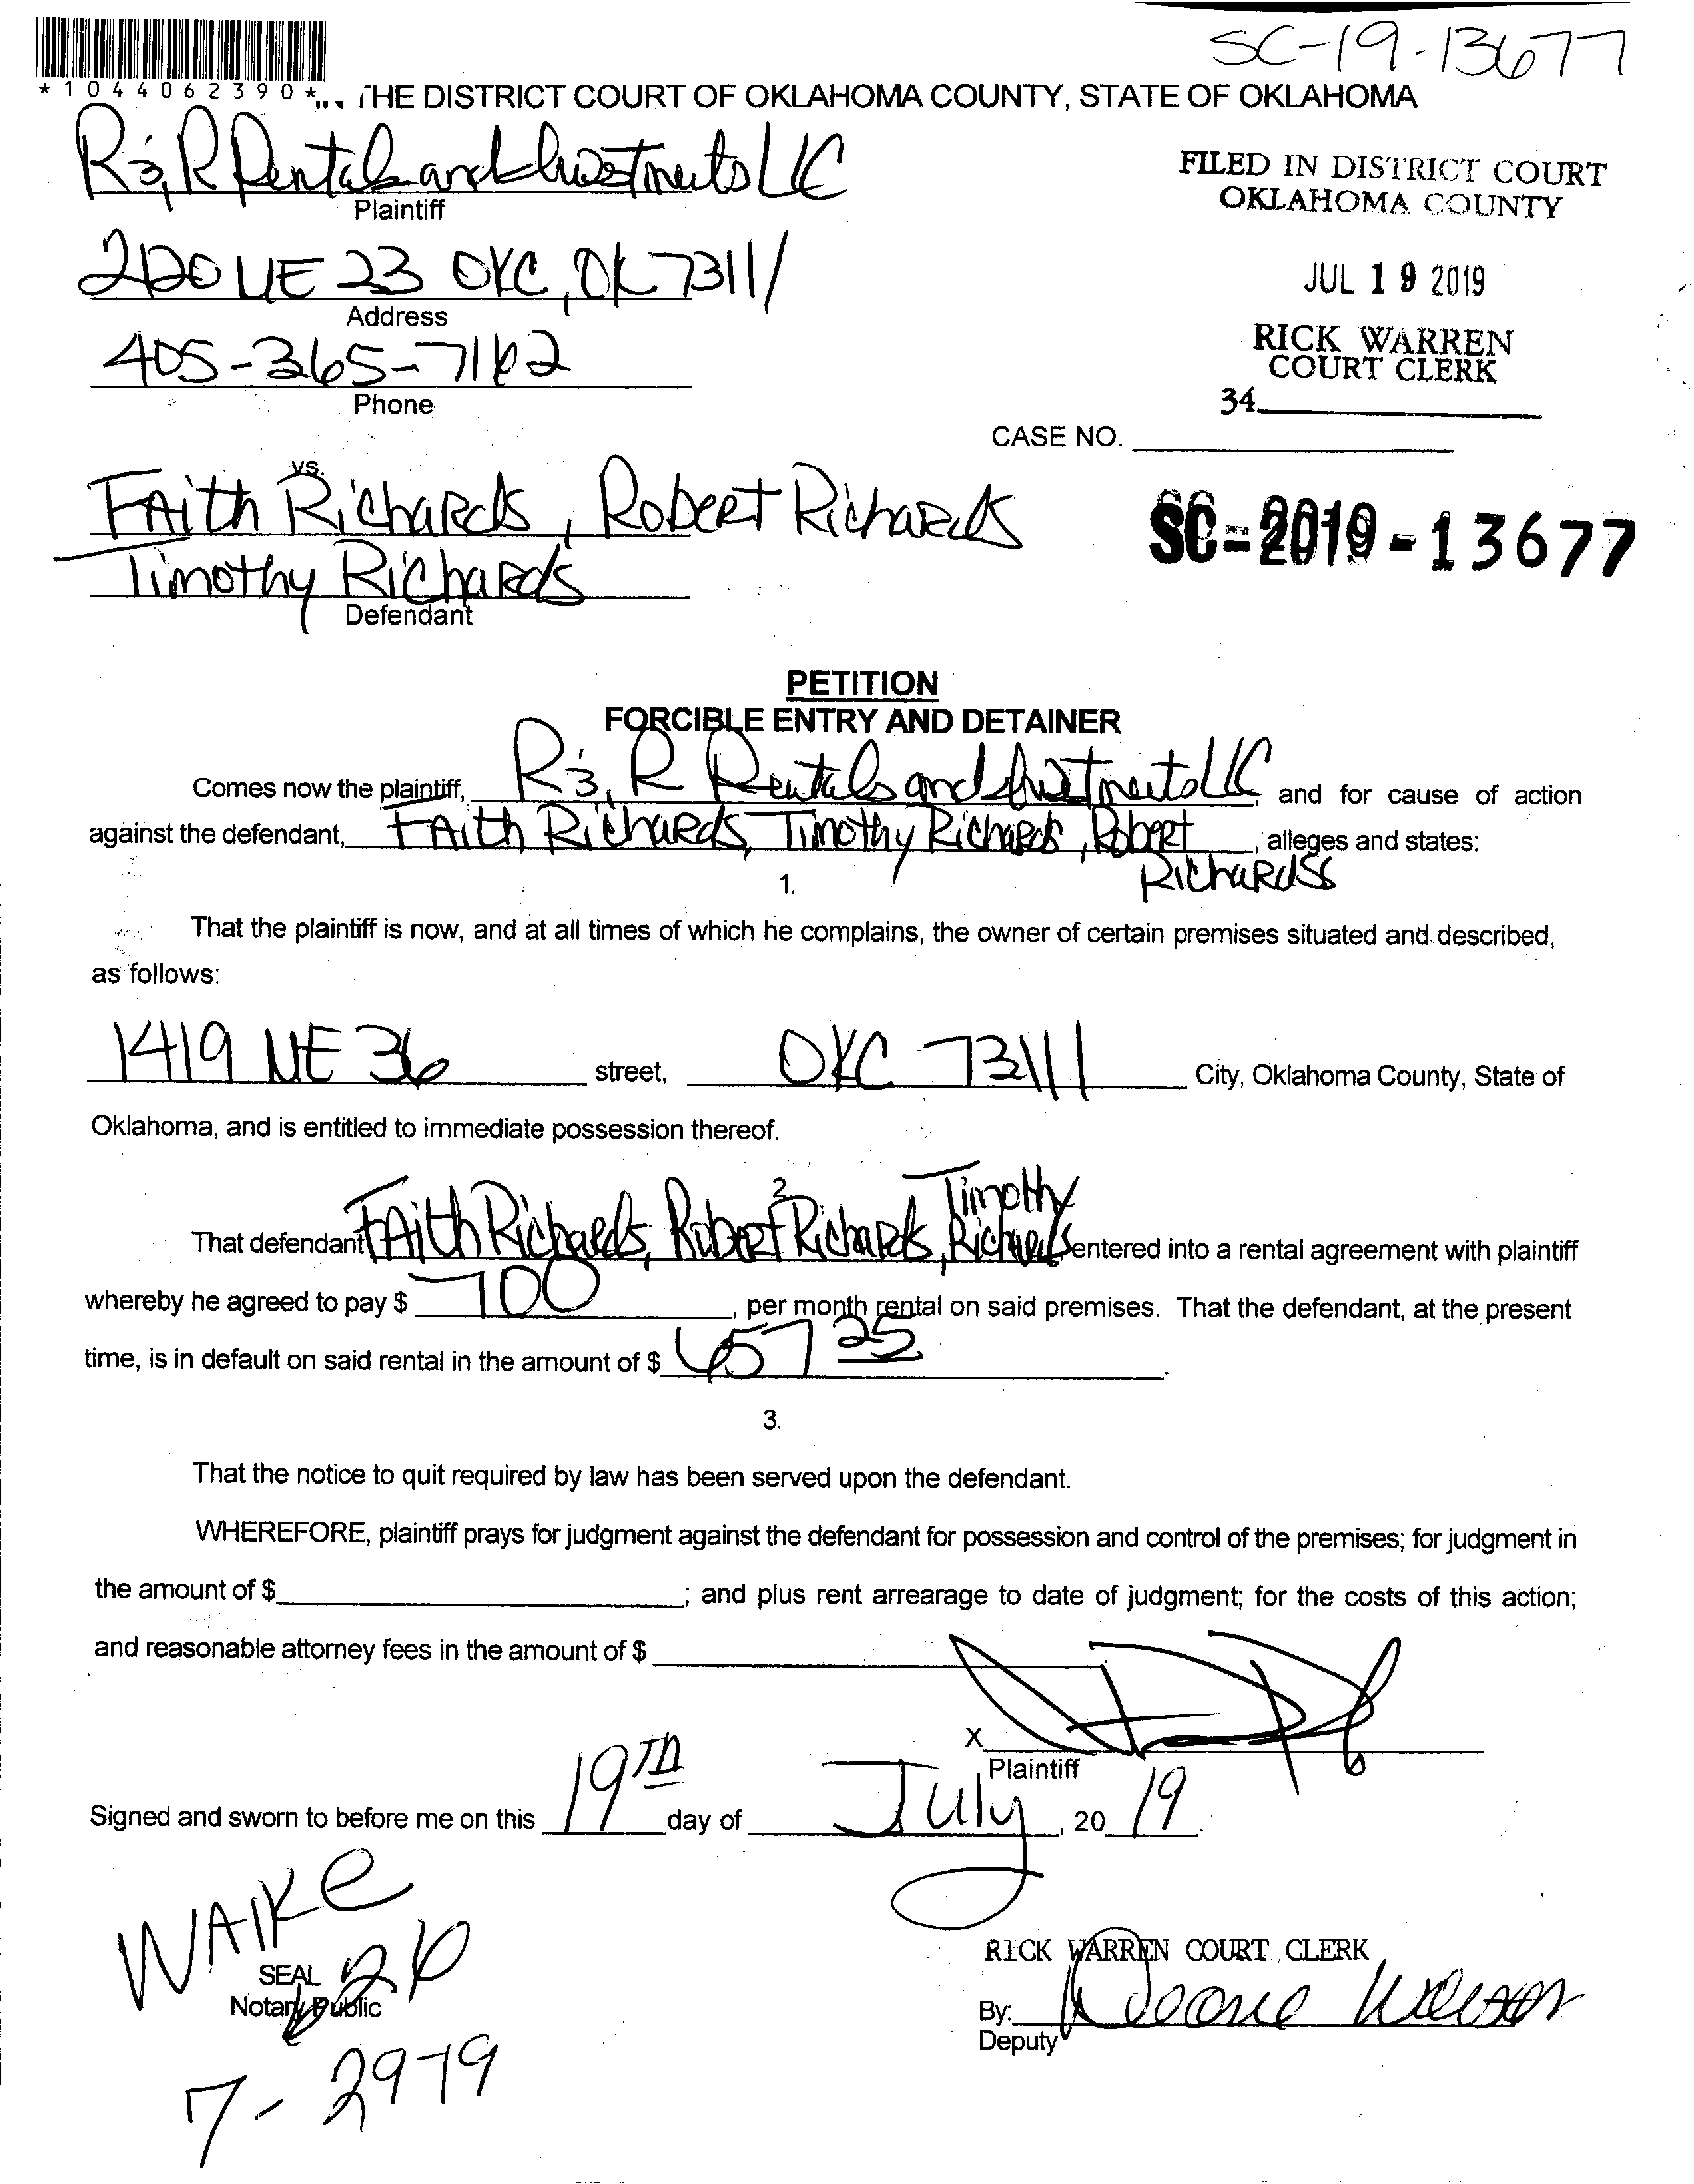 SC-19-13677
*1044062390*
THE DISTRICT COURT OF OKLAHOMA COUNTY, STATE OF OKLAHOMA
R & R Rentals and Investments LLC
Plaintiff
FILED IN DISTRICT COURT
OKLAHOMA COUNTY
2120 NE 23 OKC, OK 73111
Address
JUL 19 2019
405-365-7162
Phone
RICK WARREN
COURT CLERK
34
CASE NO.
vs.
FAith Richards, Robert Richards
Timothy Richards
Defendant
SC-2019-13677
PETITION
FORCIBLE ENTRY AND DETAINER
Comes now the plaintiff, R & R Rentals and Investments LLC, and for cause of action
against the defendant, FAith Richards, Timothy Richards, Robert, alleges and states:
Richardss
1.
That the plaintiff is now, and at all times of which he complains, the owner of certain premises situated and described,
as follows:
1419 NE 36 street, OKC 73111 City, Oklahoma County, State of
Oklahoma, and is entitled to immediate possession thereof.
2.
That defendant FAith Richards, Robert Richards, Timothy Richards entered into a rental agreement with plaintiff
whereby he agreed to pay $ 700, per month rental on said premises. That the defendant, at the present
time, is in default on said rental in the amount of $ 657 25.
3.
That the notice to quit required by law has been served upon the defendant.
WHEREFORE, plaintiff prays for judgment against the defendant for possession and control of the premises; for judgment in
the amount of $; and plus rent arrearage to date of judgment; for the costs of this action;
and reasonable attorney fees in the amount of $
X
Plaintiff
Signed and sworn to before me on this 19TH day of July, 20 19.
SEAL
Notary Public
RICK WARREN COURT CLERK
By:
Deputy